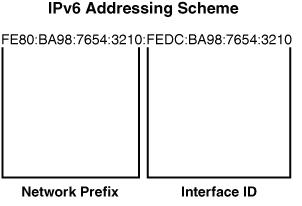 IPv6 Addressing Scheme
FE80:BA98:7654:3210:FEDC:BA98:7654:3210
Network Prefix
Interface ID